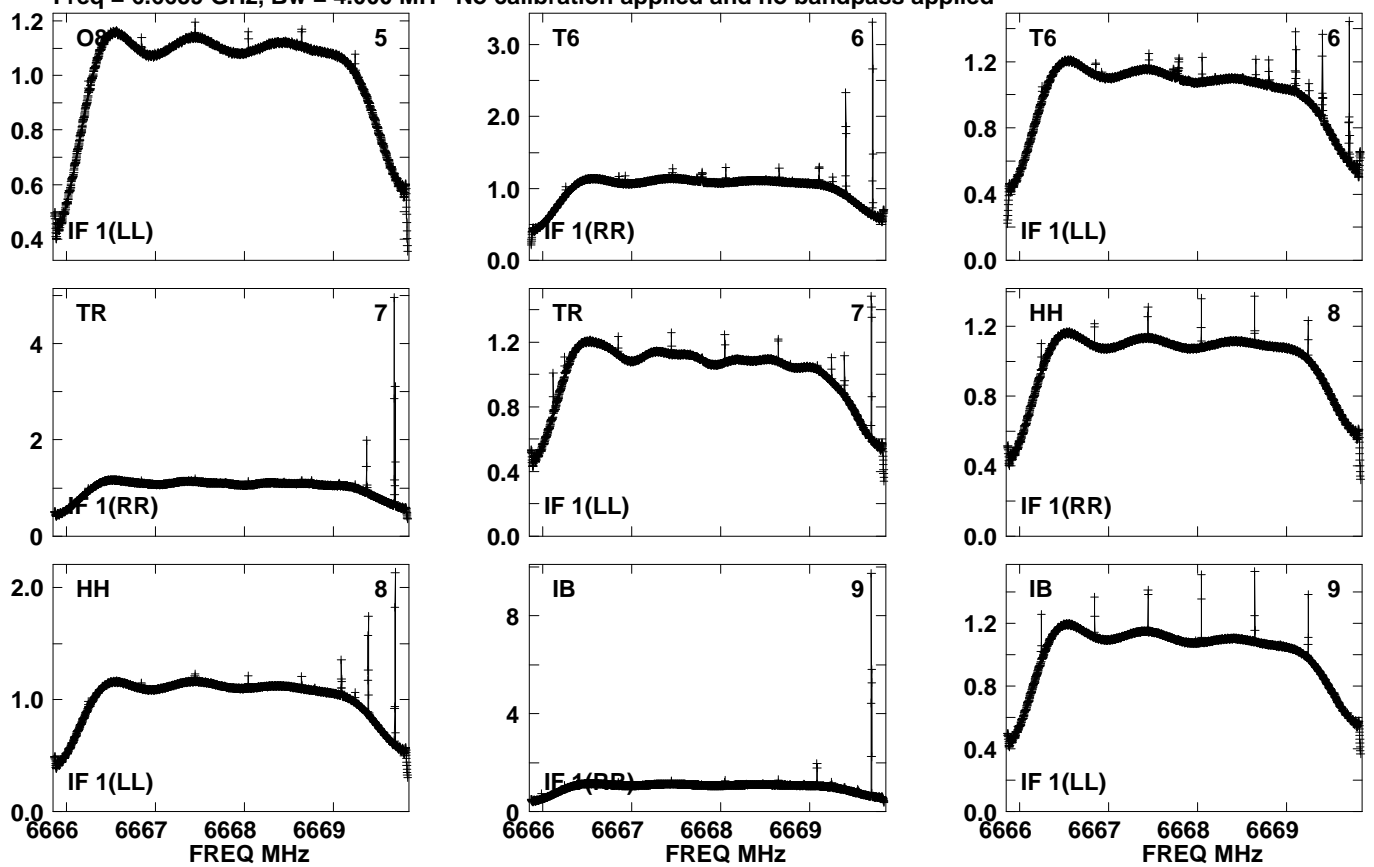 Freq = 6.6659 GHz, Bw = 4.000 MH No calibration applied and no bandpass applied
O8 5
1.2
1.0
0.8
0.6
0.4
IF 1(LL)
T6 6
3.0
2.0
1.0
0.0
IF 1(RR)
T6 6
1.2
0.8
0.4
0.0
IF 1(LL)
TR 7
4
2
0
IF 1(RR)
TR 7
1.2
0.8
0.4
0.0
IF 1(LL)
HH 8
1.2
0.8
0.4
0.0
IF 1(RR)
HH 8
2.0
1.0
0.0
IF 1(LL)
6666 6667 6668 6669
FREQ MHz
IB 9
8
4
0
IF 1(RR)
6666 6667 6668 6669
FREQ MHz
IB 9
1.2
0.8
0.4
0.0
IF 1(LL)
6666 6667 6668 6669
FREQ MHz